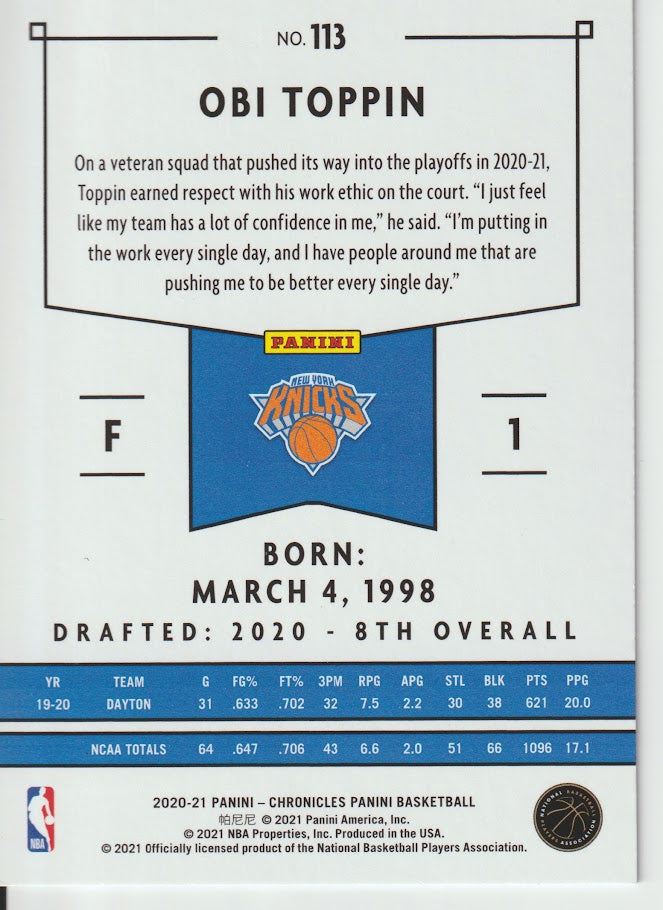 NO. 113
OBI TOPPIN
On a veteran squad that pushed its way into the playoffs in 2020-21,
Toppin earned respect with his work ethic on the court. “I just feel
like my team has a lot of confidence in me,” he said. “I’m putting in
the work every single day, and I have people around me that are
pushing me to be better every single day.”
PANINI
NEW YORK
KNICKS
F
1
BORN:
MARCH 4, 1998
DRAFTED: 2020 - 8TH OVERALL
YR TEAM G FG% FT% 3PM RPG APG STL BLK PTS PPG
19-20 DAYTON 31 .633 .702 32 7.5 2.2 30 38 621 20.0
NCAA TOTALS 64 .647 .706 43 6.6 2.0 51 66 1096 17.1
2020-21 PANINI – CHRONICLES PANINI BASKETBALL
帕尼尼 © 2021 Panini America, Inc.
© 2021 NBA Properties, Inc. Produced in the USA.
© 2021 Officially licensed product of the National Basketball Players Association.
NBA
NATIONAL BASKETBALL
PLAYERS ASSOCIATION